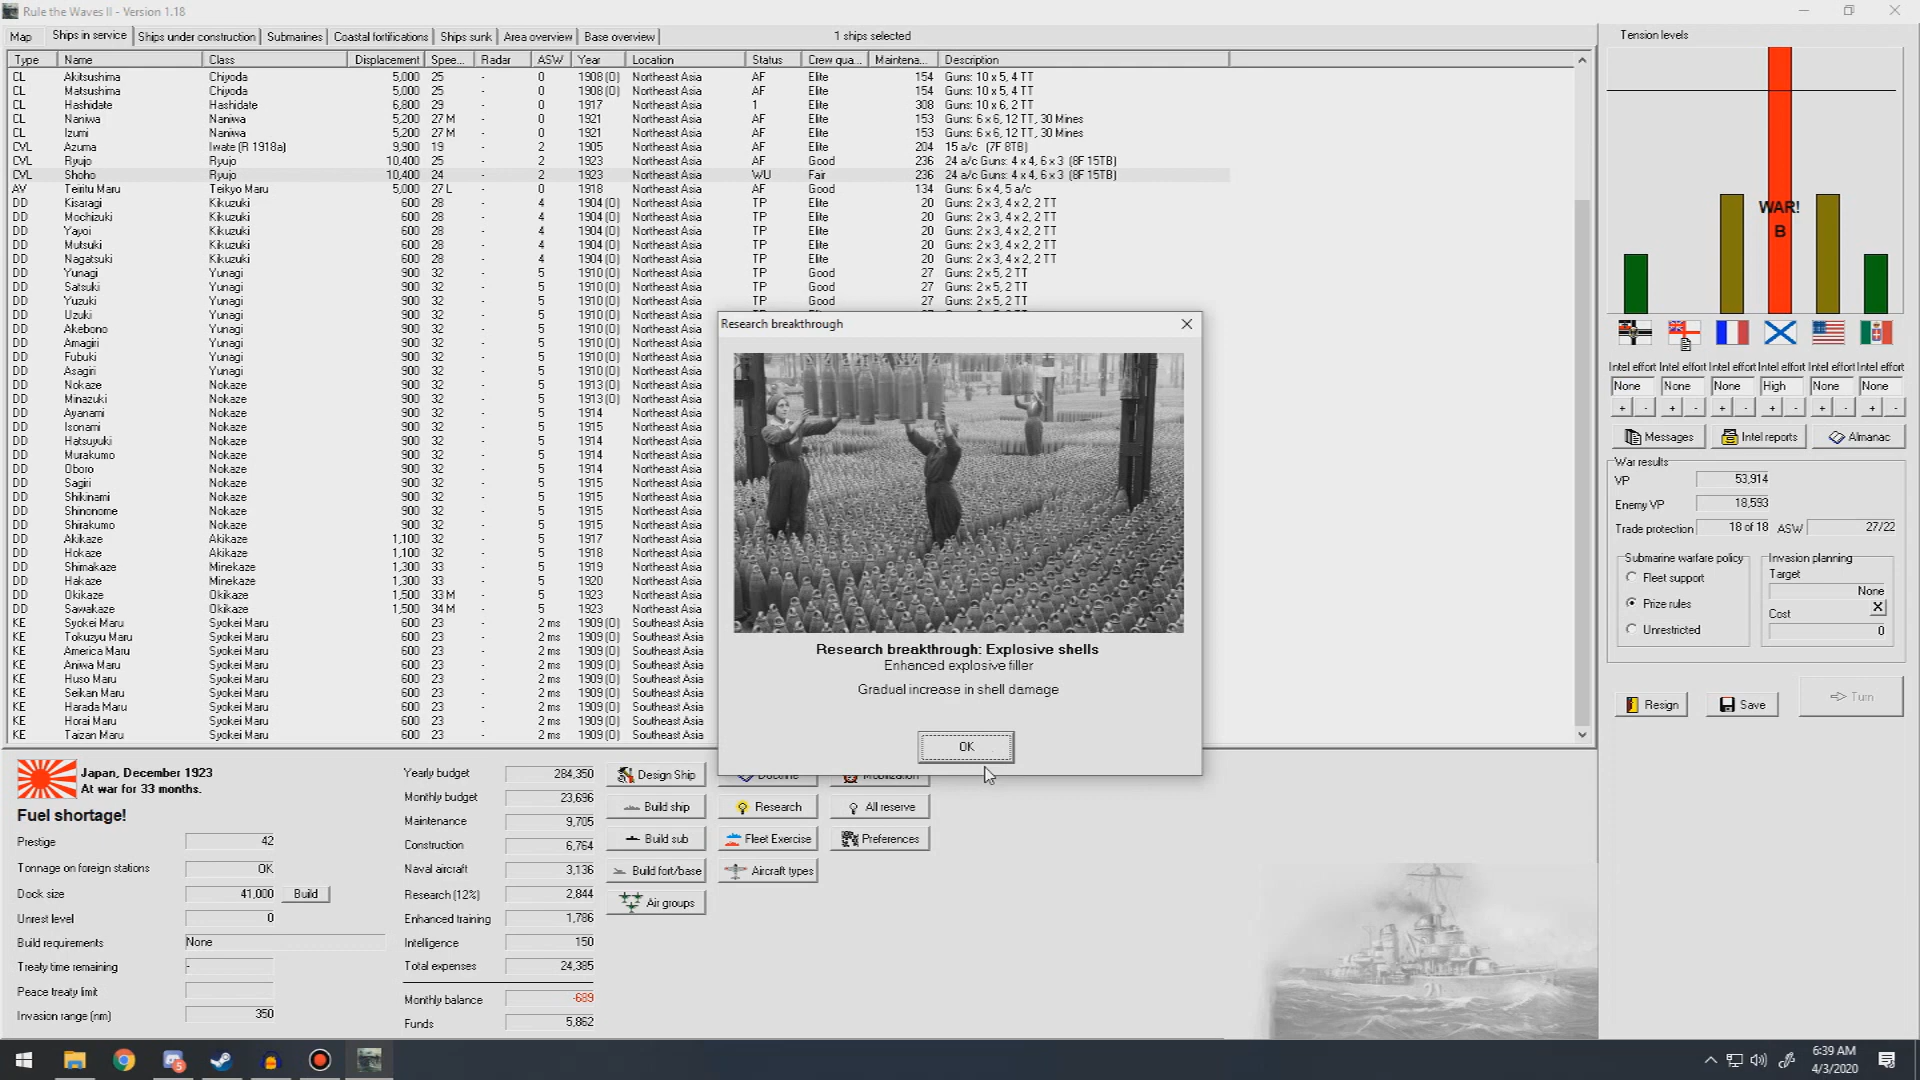 Rule the Waves II - Version 1.18
Map Ships in service Ships under construction Submarines Coastal fortifications Ships sunk Area overview Base overview 1 ships selected
Type Name Class Displacement Spee... Radar ASW Year Location Status Crew qua... Maintena... Description
CL Akitsushima Chiyoda 5,000 25 - 0 1908 (O) Northeast Asia AF Elite 154 Guns: 10 x 5, 4 TT
CL Matsushima Chiyoda 5,000 25 - 0 1908 (O) Northeast Asia AF Elite 154 Guns: 10 x 5, 4 TT
CL Hashidate Hashidate 6,800 29 - 0 1917 Northeast Asia 1 Elite 308 Guns: 10 x 6, 2 TT
CL Naniwa Naniwa 5,200 27 M - 0 1921 Northeast Asia AF Elite 153 Guns: 6 x 6, 12 TT, 30 Mines
CL Izumi Naniwa 5,200 27 M - 0 1921 Northeast Asia AF Elite 153 Guns: 6 x 6, 12 TT, 30 Mines
CVL Azuma Iwate (R 1918a) 9,900 19 - 2 1905 Northeast Asia AF Elite 204 15 a/c (7F 8TB)
CVL Ryujo Ryujo 10,400 25 - 2 1923 Northeast Asia AF Good 236 24 a/c Guns: 4 x 4, 6 x 3 (8F 15TB)
CVL Shoho Ryujo 10,400 24 - 2 1923 Northeast Asia WU Fair 236 24 a/c Guns: 4 x 4, 6 x 3 (8F 15TB)
AV Teiritu Maru Teikyo Maru 5,000 27 L - 0 1918 Northeast Asia AF Good 134 Guns: 6 x 4, 5 a/c
DD Kisaragi Kikuzuki 600 28 - 4 1904 (O) Northeast Asia TP Elite 20 Guns: 2 x 3, 4 x 2, 2 TT
DD Mochizuki Kikuzuki 600 28 - 4 1904 (O) Northeast Asia TP Elite 20 Guns: 2 x 3, 4 x 2, 2 TT
DD Yayoi Kikuzuki 600 28 - 4 1904 (O) Northeast Asia TP Elite 20 Guns: 2 x 3, 4 x 2, 2 TT
DD Mutsuki Kikuzuki 600 28 - 4 1904 (O) Northeast Asia TP Elite 20 Guns: 2 x 3, 4 x 2, 2 TT
DD Nagatsuki Kikuzuki 600 28 - 4 1904 (O) Northeast Asia TP Elite 20 Guns: 2 x 3, 4 x 2, 2 TT
DD Yunagi Yunagi 900 32 - 5 1910 (O) Northeast Asia TP Good 27 Guns: 2 x 5, 2 TT
DD Satsuki Yunagi 900 32 - 5 1910 (O) Northeast Asia TP Good 27 Guns: 2 x 5, 2 TT
DD Yuzuki Yunagi 900 32 - 5 1910 (O) Northeast Asia TP Good 27 Guns: 2 x 5, 2 TT
DD Uzuki Yunagi 900 32 - 5 1910 (O) Northeast Asia
DD Akebono Yunagi 900 32 - 5 1910 (O) Northeast Asia
DD Amagiri Yunagi 900 32 - 5 1910 (O) Northeast Asia
DD Fubuki Yunagi 900 32 - 5 1910 (O) Northeast Asia
DD Asagiri Yunagi 900 32 - 5 1910 (O) Northeast Asia
DD Nokaze Nokaze 900 32 - 5 1913 (O) Northeast Asia
DD Minazuki Nokaze 900 32 - 5 1913 (O) Northeast Asia
DD Ayanami Nokaze 900 32 - 5 1914 Northeast Asia
DD Isonami Nokaze 900 32 - 5 1914 Northeast Asia
DD Hatsuyuki Nokaze 900 32 - 5 1914 Northeast Asia
DD Murakumo Nokaze 900 32 - 5 1914 Northeast Asia
DD Oboro Nokaze 900 32 - 5 1914 Northeast Asia
DD Sagiri Nokaze 900 32 - 5 1915 Northeast Asia
DD Shikinami Nokaze 900 32 - 5 1915 Northeast Asia
DD Shinonome Nokaze 900 32 - 5 1915 Northeast Asia
DD Shirakumo Nokaze 900 32 - 5 1915 Northeast Asia
DD Akikaze Akikaze 1,100 32 - 5 1917 Northeast Asia
DD Hokaze Akikaze 1,100 32 - 5 1918 Northeast Asia
DD Shimakaze Minekaze 1,300 33 - 5 1919 Northeast Asia
DD Hakaze Minekaze 1,300 33 - 5 1920 Northeast Asia
DD Okikaze Okikaze 1,500 33 M - 5 1923 Northeast Asia
DD Sawakaze Okikaze 1,500 34 M - 5 1923 Northeast Asia
KE Syokei Maru Syokei Maru 600 23 - 2 ms 1909 (O) Southeast Asia
KE Tokuzyu Maru Syokei Maru 600 23 - 2 ms 1909 (O) Southeast Asia
KE America Maru Syokei Maru 600 23 - 2 ms 1909 (O) Southeast Asia
KE Aniwa Maru Syokei Maru 600 23 - 2 ms 1909 (O) Southeast Asia
KE Huso Maru Syokei Maru 600 23 - 2 ms 1909 (O) Southeast Asia
KE Seikan Maru Syokei Maru 600 23 - 2 ms 1909 (O) Southeast Asia
KE Harada Maru Syokei Maru 600 23 - 2 ms 1909 (O) Southeast Asia
KE Horai Maru Syokei Maru 600 23 - 2 ms 1909 (O) Southeast Asia
KE Taizan Maru Syokei Maru 600 23 - 2 ms 1909 (O) Southeast Asia
Research breakthrough
Research breakthrough: Explosive shells
Enhanced explosive filler
Gradual increase in shell damage
OK
Tension levels
WAR!
B
Intel effort Intel effort Intel effort Intel effort Intel effort Intel effort
None None None High None None
+ - + - + - + - + - + -
Messages Intel reports Almanac
War results
VP 53,914
Enemy VP 18,593
Trade protection 18 of 18 ASW 27/22
Submarine warfare policy
Fleet support
Prize rules
Unrestricted
Invasion planning
Target
None
Cost X
0
Resign Save Turn
Japan, December 1923
At war for 33 months.
Fuel shortage!
Prestige 42
Tonnage on foreign stations OK
Dock size 41,000 Build
Unrest level 0
Build requirements None
Treaty time remaining -
Peace treaty limit
Invasion range (nm) 350
Yearly budget 284,350
Monthly budget 23,696
Maintenance 9,705
Construction 6,764
Naval aircraft 3,136
Research (12%) 2,844
Enhanced training 1,786
Intelligence 150
Total expenses 24,385
Monthly balance -689
Funds 5,862
Design Ship Doctrine Mobilization
Build ship Research All reserve
Build sub Fleet Exercise Preferences
Build fort/base Aircraft types
Air groups
6:39 AM
4/3/2020